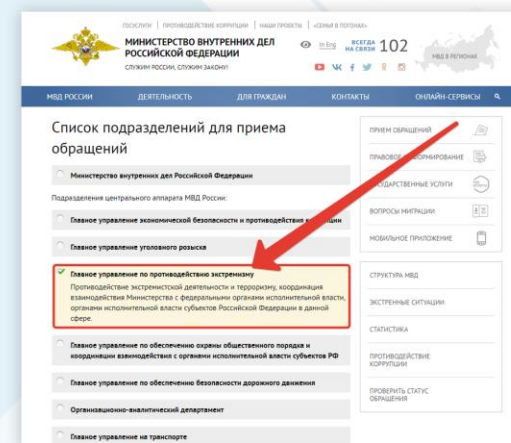 ГОСУСЛУГИ | ПРОТИВОДЕЙСТВИЕ КОРРУПЦИИ | НАШИ ПРОЕКТЫ | «СЕМЬЯ В ПОГОНАХ»
МИНИСТЕРСТВО ВНУТРЕННИХ ДЕЛ
РОССИЙСКОЙ ФЕДЕРАЦИИ
СЛУЖИМ РОССИИ, СЛУЖИМ ЗАКОНУ!
in Eng
ВСЕГДА
НА СВЯЗИ 102
МВД В РЕГИОНАХ
МВД РОССИИ ДЕЯТЕЛЬНОСТЬ ДЛЯ ГРАЖДАН КОНТАКТЫ ОНЛАЙН-СЕРВИСЫ
Список подразделений для приема
обращений
Министерство внутренних дел Российской Федерации
Подразделения центрального аппарата МВД России:
Главное управление экономической безопасности и противодействия
Главное управление уголовного розыска
Главное управление по противодействию экстремизму
Противодействие экстремистской деятельности и терроризму, координация
взаимодействия Министерства с федеральными органами исполнительной власти,
органами исполнительной власти субъектов Российской Федерации в данной
сфере.
Главное управление по обеспечению охраны общественного порядка и
координации взаимодействия с органами исполнительной власти субъектов РФ
Главное управление по обеспечению безопасности дорожного движения
Организационно-аналитический департамент
Главное управление на транспорте
ПРИЕМ ОБРАЩЕНИЙ
ПРАВОВОЕ
УСЛУГИ
ВОПРОСЫ МИГРАЦИИ
МОБИЛЬНОЕ ПРИЛОЖЕНИЕ
СТРУКТУРА МВД
ЭКСТРЕННЫЕ СИТУАЦИИ
СТАТИСТИКА
ПРОТИВОДЕЙСТВИЕ
КОРРУПЦИИ
ПРОВЕРИТЬ СТАТУС
ОБРАЩЕНИЯ